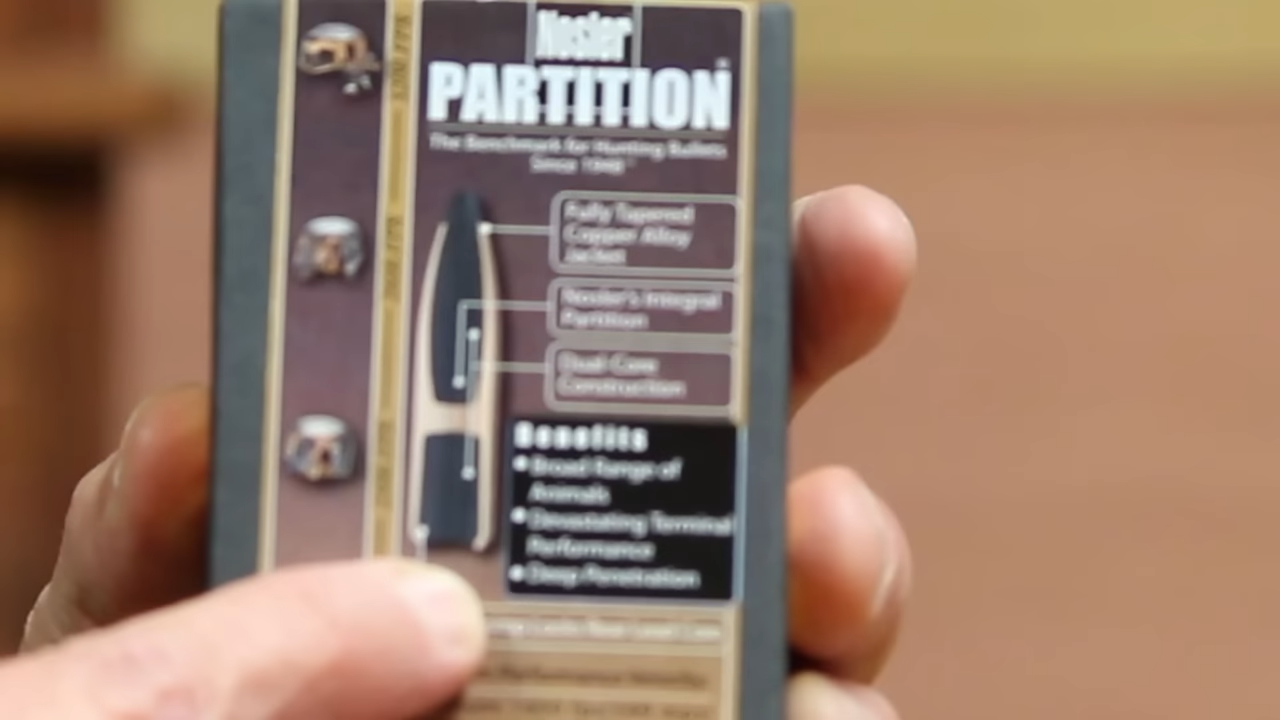 Nosler
PARTITION
The Benchmark for Hunting Bullets
Since 1948
Fully Tapered
Copper Alloy
Jacket
Nosler's Integral
Partition
Dual-Core
Construction
Benefits
• Broad Range of
Animals
• Devastating Terminal
Performance
• Deep Penetration